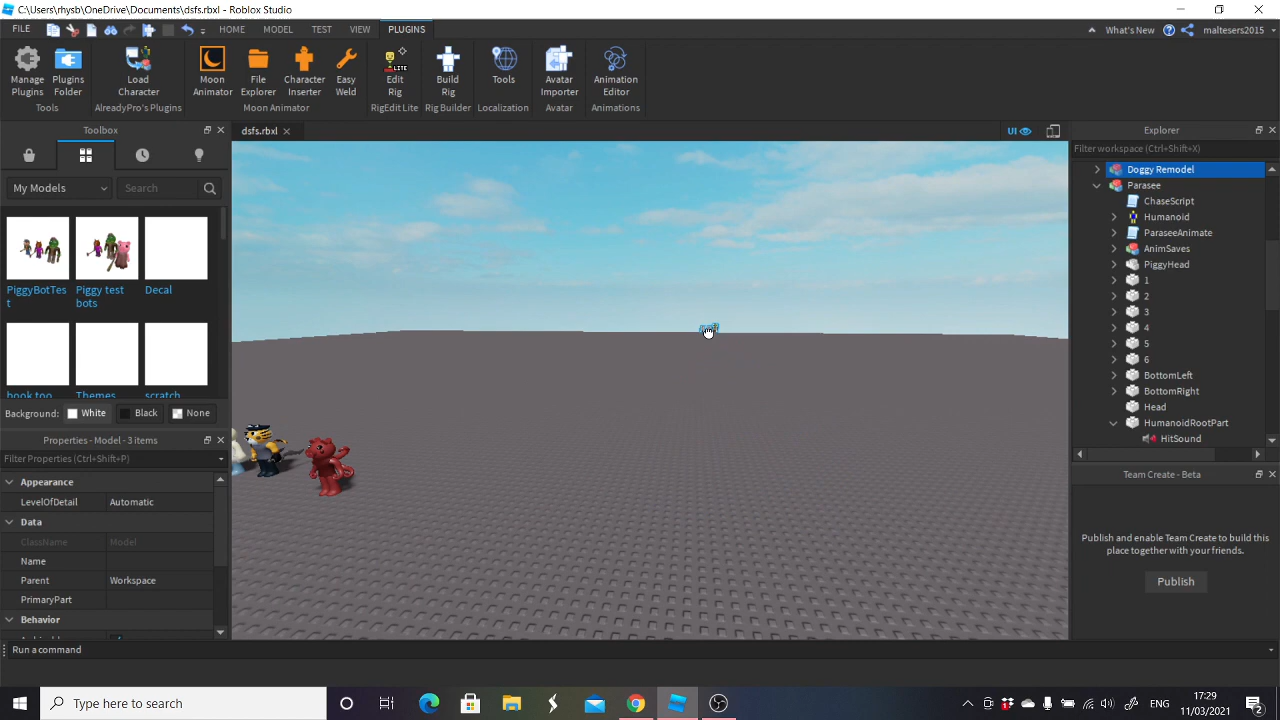 C:\Users\rhysb\OneDrive\Documents\dsfs.rbxl - Roblox Studio
FILE HOME MODEL TEST VIEW PLUGINS What's New maltesers2015
Manage Plugins
Plugins Folder
Tools
Load Character
AlreadyPro's Plugins
Moon Animator
File Explorer
Character Inserter
Easy Weld
Moon Animator
LITE
Edit Rig
RigEdit Lite
Build Rig
Rig Builder
Tools
Localization
Avatar Importer
Avatar
Animation Editor
Animations
Toolbox
My Models
Search
PiggyBotTes
t
Piggy test
bots
Decal
book too
Themes
scratch
Background: White Black None
Properties - Model - 3 items
Filter Properties (Ctrl+Shift+P)
Appearance
LevelOfDetail Automatic
Data
ClassName Model
Name
Parent Workspace
PrimaryPart
Behavior
dsfs.rbxl
UI
Explorer
Filter workspace (Ctrl+Shift+X)
Doggy Remodel
Parasee
ChaseScript
Humanoid
ParaseeAnimate
AnimSaves
PiggyHead
1
2
3
4
5
6
BottomLeft
BottomRight
Head
HumanoidRootPart
HitSound
Team Create - Beta
Publish and enable Team Create to build this
place together with your friends.
Publish
Run a command
Type here to search
ENG
17:29
11/03/2021
2